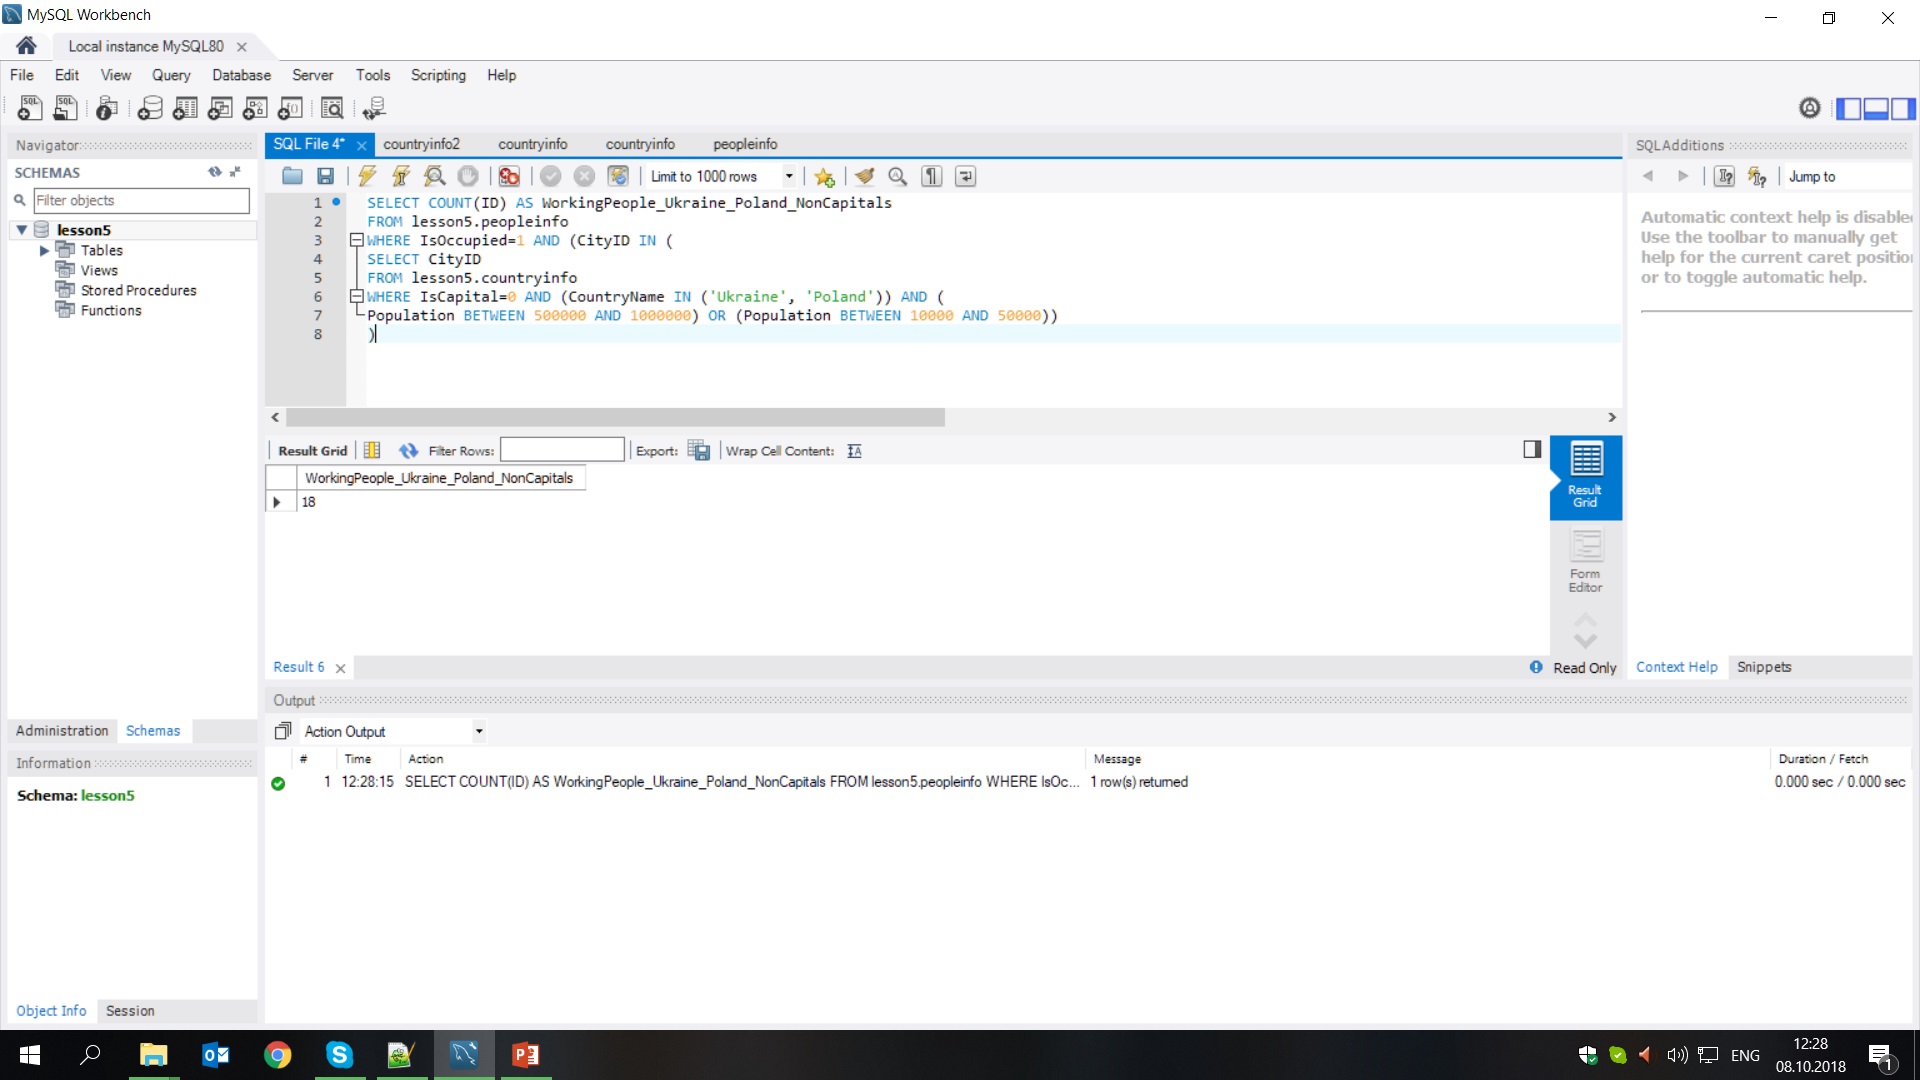 MySQL Workbench
Local instance MySQL80
File Edit View Query Database Server Tools Scripting Help
Navigator
SCHEMAS
Filter objects
lesson5
Tables
Views
Stored Procedures
Functions
Administration Schemas
Information
Schema: lesson5
Object Info Session
SQL File 4* countryinfo2 countryinfo countryinfo peopleinfo
Limit to 1000 rows
1 SELECT COUNT(ID) AS WorkingPeople_Ukraine_Poland_NonCapitals
2 FROM lesson5.peopleinfo
3 WHERE IsOccupied=1 AND (CityID IN (
4 SELECT CityID
5 FROM lesson5.countryinfo
6 WHERE IsCapital=0 AND (CountryName IN ('Ukraine', 'Poland')) AND (
7 Population BETWEEN 500000 AND 1000000) OR (Population BETWEEN 10000 AND 50000))
8 )
Result Grid Filter Rows: Export: Wrap Cell Content:
WorkingPeople_Ukraine_Poland_NonCapitals
18
Result Grid
Form Editor
Result 6 Read Only
SQLAdditions
Jump to
Automatic context help is disable
Use the toolbar to manually get
help for the current caret positio
or to toggle automatic help.
Context Help Snippets
Output
Action Output
# Time Action Message Duration / Fetch
1 12:28:15 SELECT COUNT(ID) AS WorkingPeople_Ukraine_Poland_NonCapitals FROM lesson5.peopleinfo WHERE IsOc... 1 row(s) returned 0.000 sec / 0.000 sec
ENG
12:28
08.10.2018
1